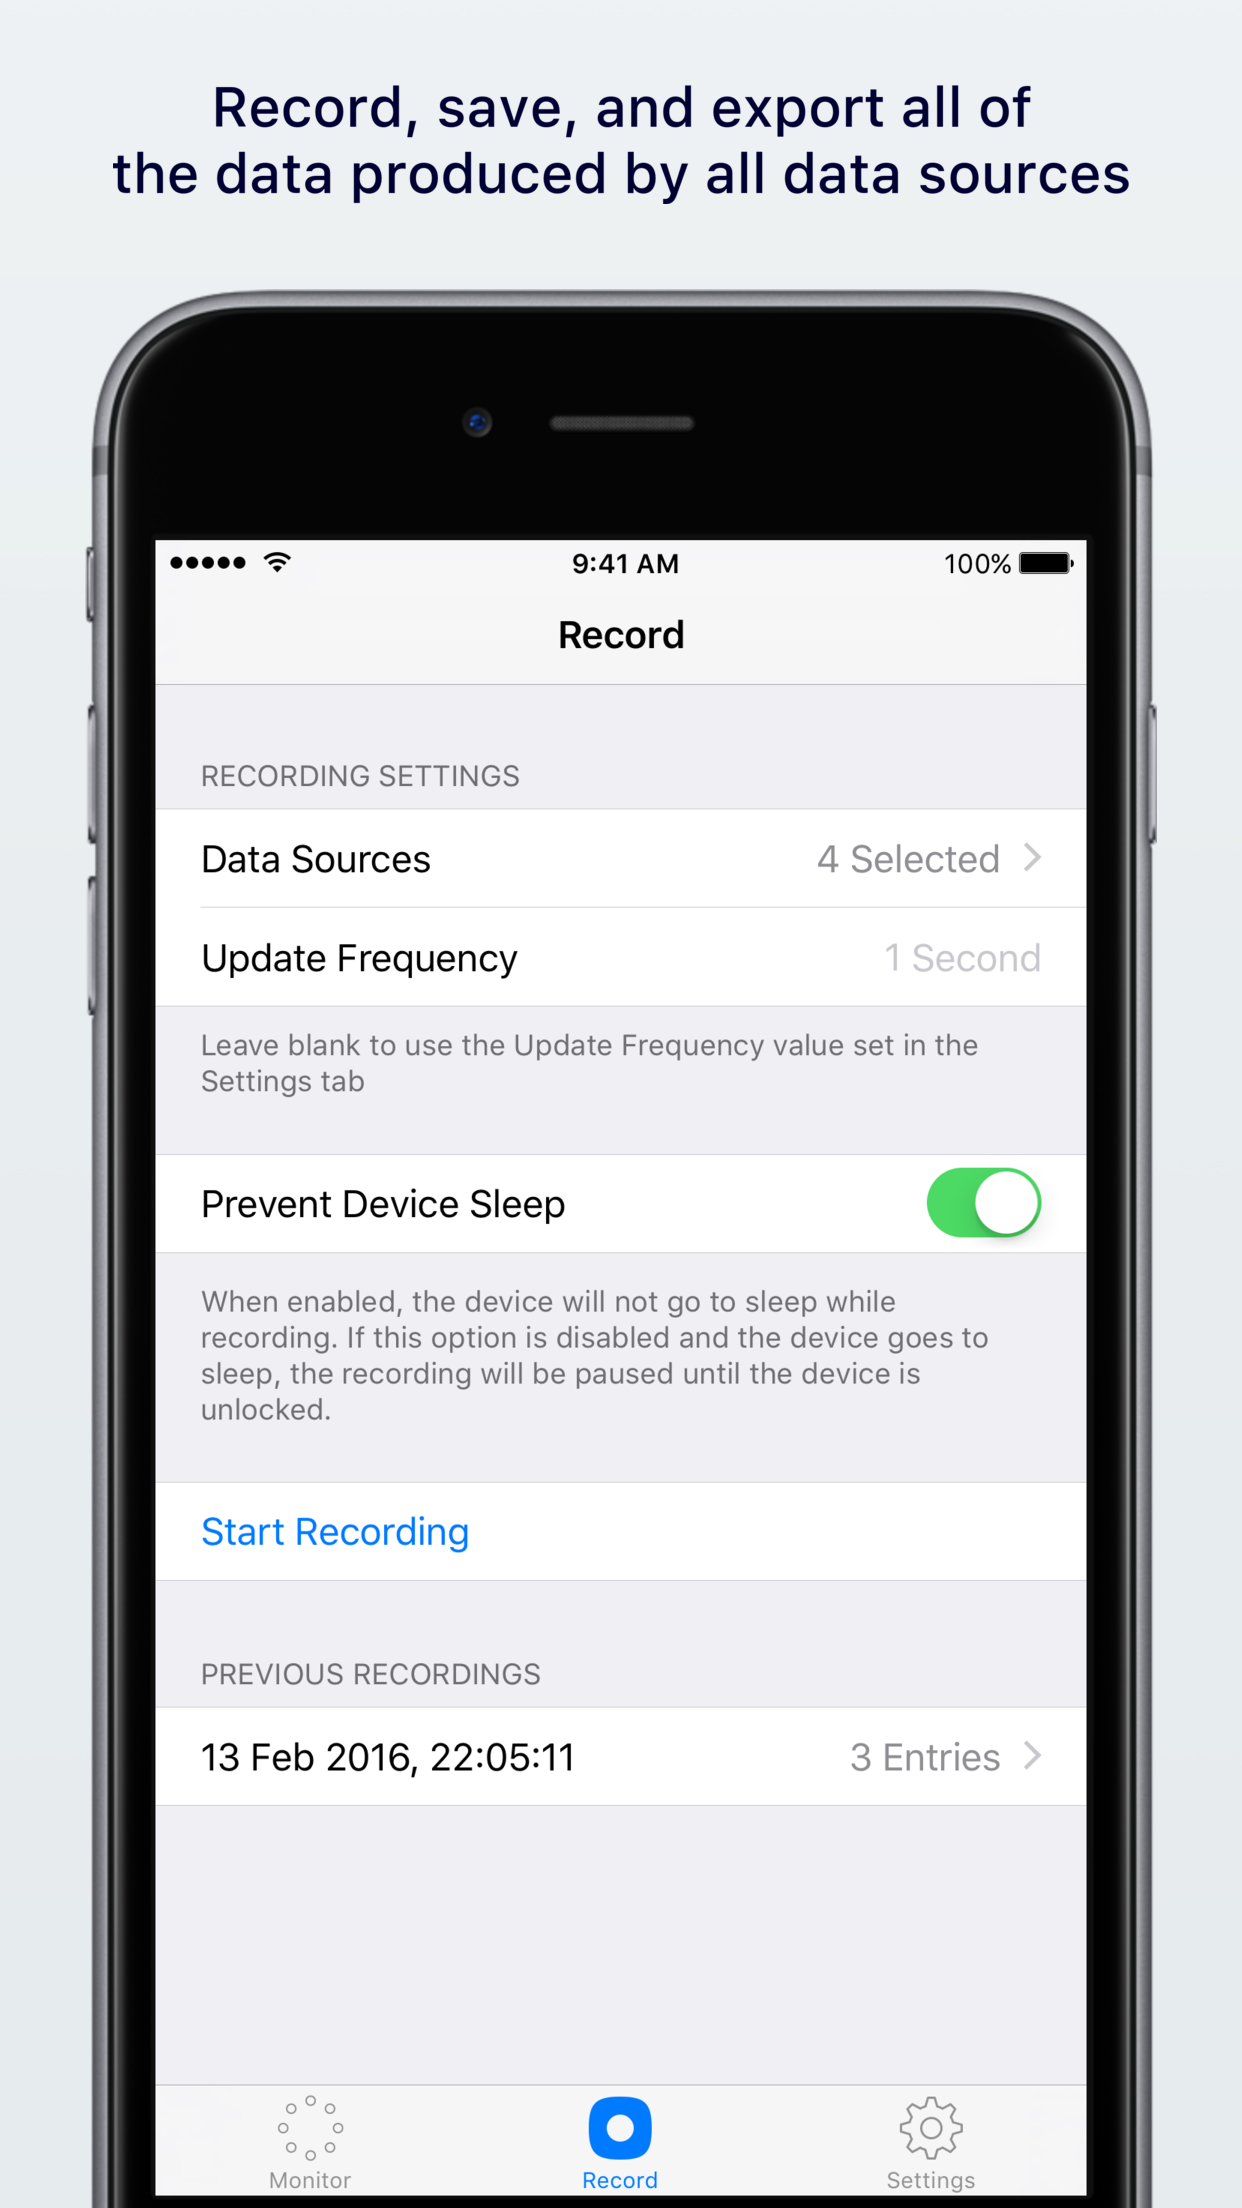 Record, save, and export all of
the data produced by all data sources
9:41 AM
100%
Record
RECORDING SETTINGS
Data Sources
4 Selected
Update Frequency
1 Second
Leave blank to use the Update Frequency value set in the
Settings tab
Prevent Device Sleep
When enabled, the device will not go to sleep while
recording. If this option is disabled and the device goes to
sleep, the recording will be paused until the device is
unlocked.
Start Recording
PREVIOUS RECORDINGS
13 Feb 2016, 22:05:11
3 Entries
Monitor
Record
Settings